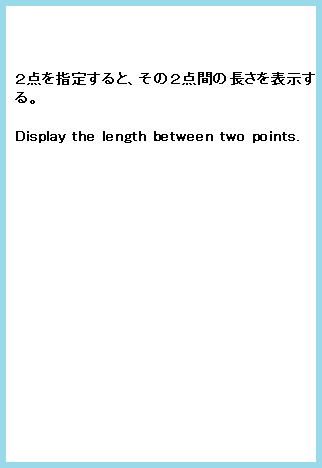 ２点を指定すると、その２点間の長さを表示す
る。
Display the length between two points.